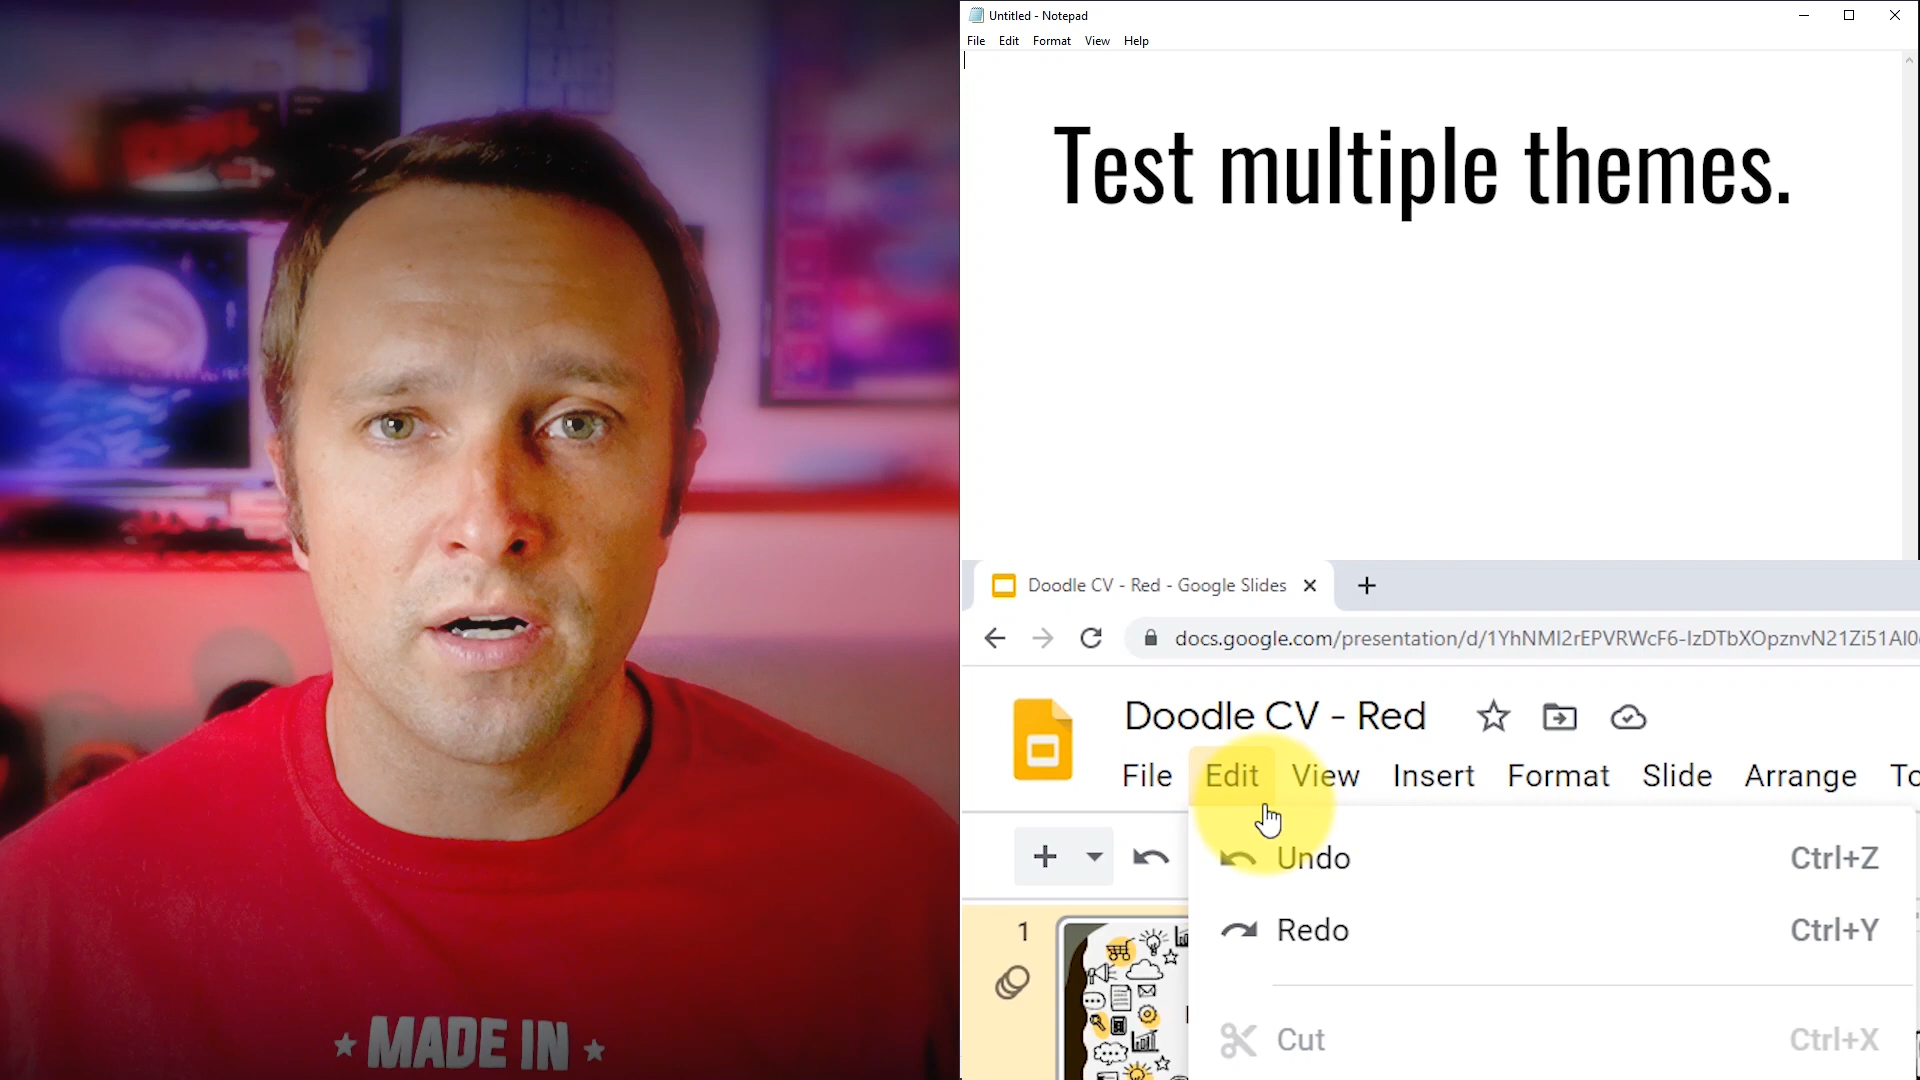 MADE IN
Untitled - Notepad
File Edit Format View Help
Test multiple themes.
Doodle CV - Red - Google Slides
docs.google.com/presentation/d/1YhNMI2rEPVRWcF6-IzDTbXOpznvN21Zi51AI0
Doodle CV - Red
File Edit View Insert Format Slide Arrange To
Undo Ctrl+Z
Redo Ctrl+Y
1
Cut Ctrl+X